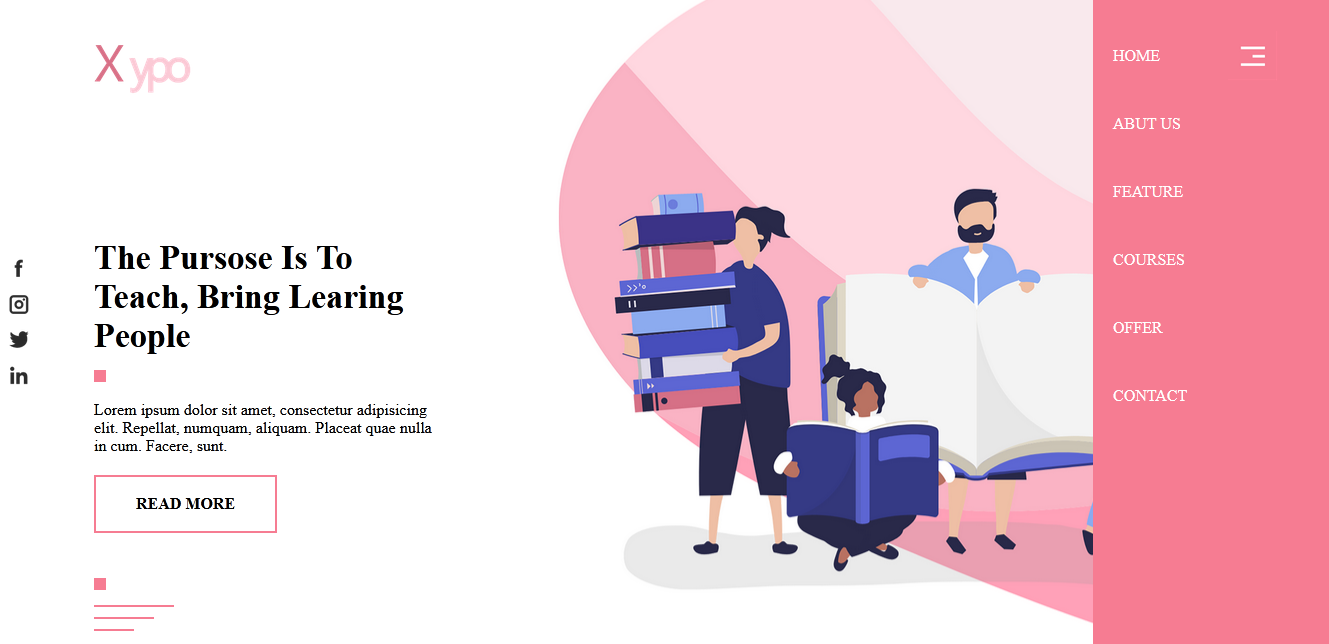 X ypo
HOME
ABUT US
FEATURE
COURSES
OFFER
CONTACT
The Pursose Is To
Teach, Bring Learing
People
Lorem ipsum dolor sit amet, consectetur adipisicing
elit. Repellat, numquam, aliquam. Placeat quae nulla
in cum. Facere, sunt.
READ MORE